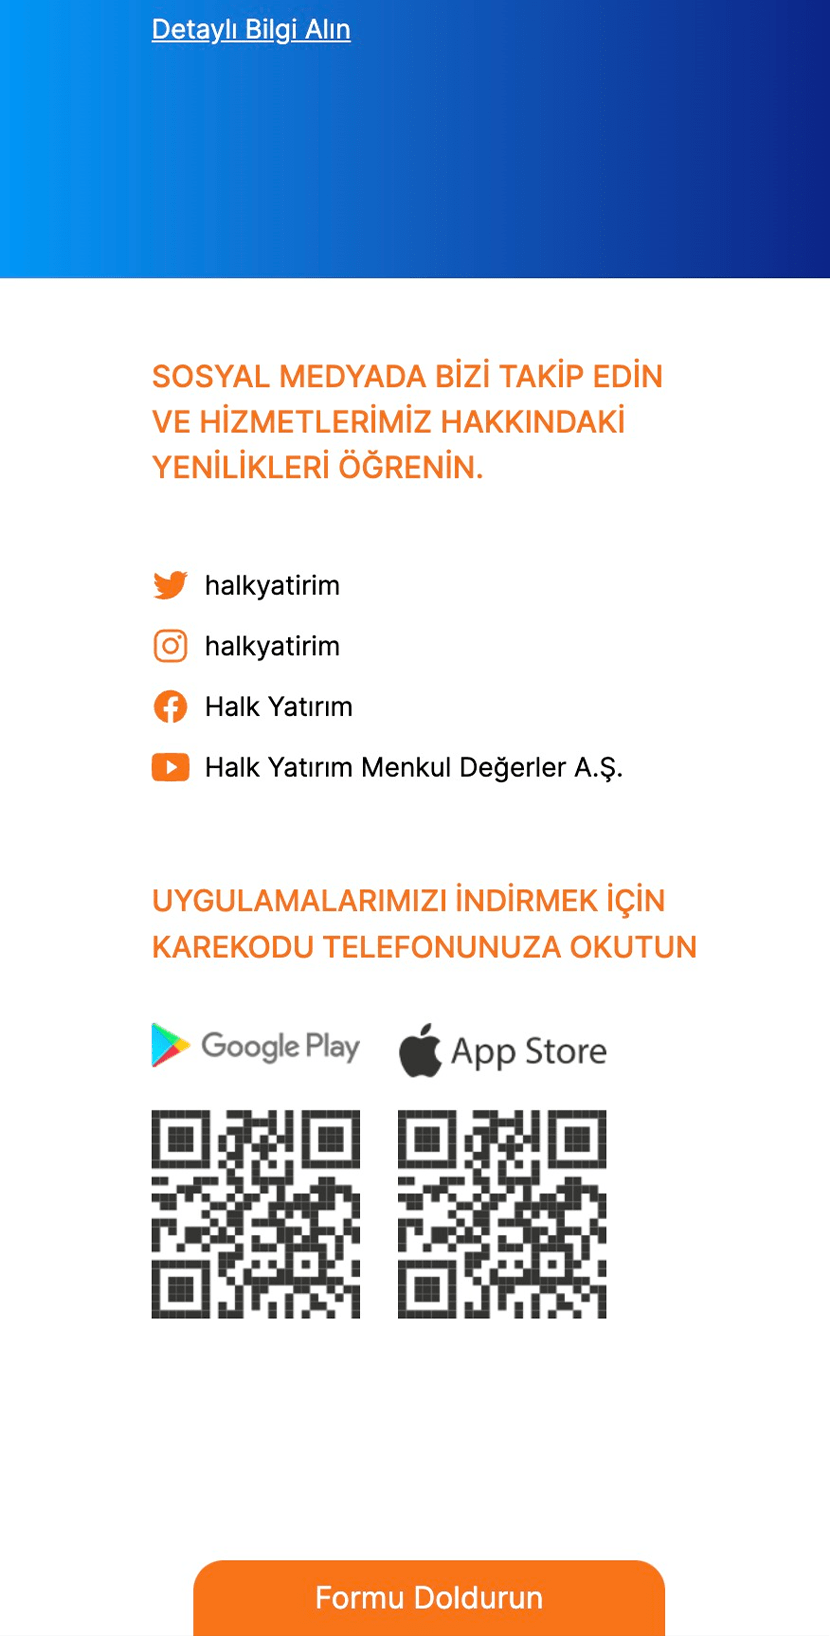 Detaylı Bilgi Alın
SOSYAL MEDYADA BİZİ TAKİP EDİN
VE HİZMETLERİMİZ HAKKINDAKİ
YENİLİKLERİ ÖĞRENİN.
halkyatirim
halkyatirim
Halk Yatırım
Halk Yatırım Menkul Değerler A.Ş.
UYGULAMALARIMIZI İNDİRMEK İÇİN
KAREKODU TELEFONUNUZA OKUTUN
Google Play App Store
Formu Doldurun